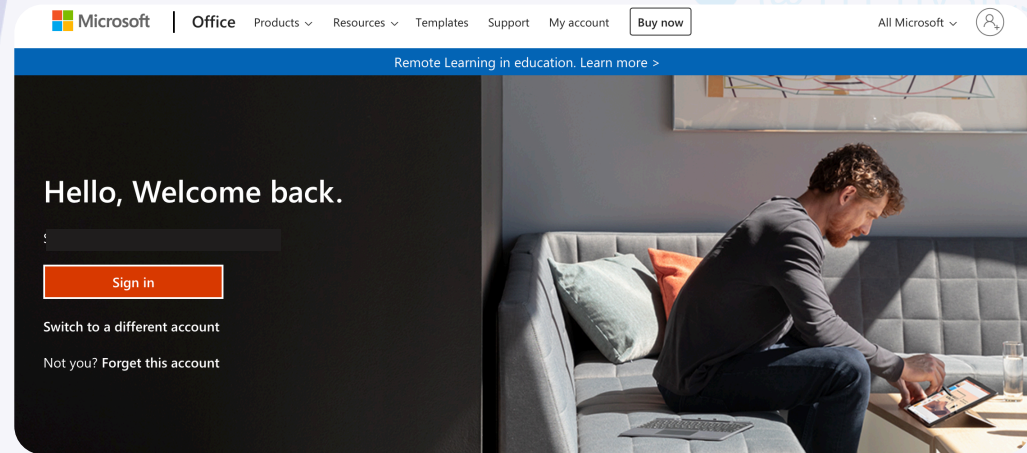 Microsoft Office Products Resources Templates Support My account Buy now All Microsoft
Remote Learning in education. Learn more >
Hello, Welcome back.
Sign in
Switch to a different account
Not you? Forget this account